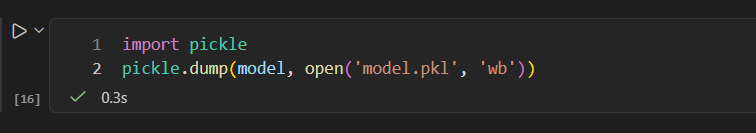 1 import pickle
2 pickle.dump(model, open('model.pkl', 'wb'))
[16] 0.3s